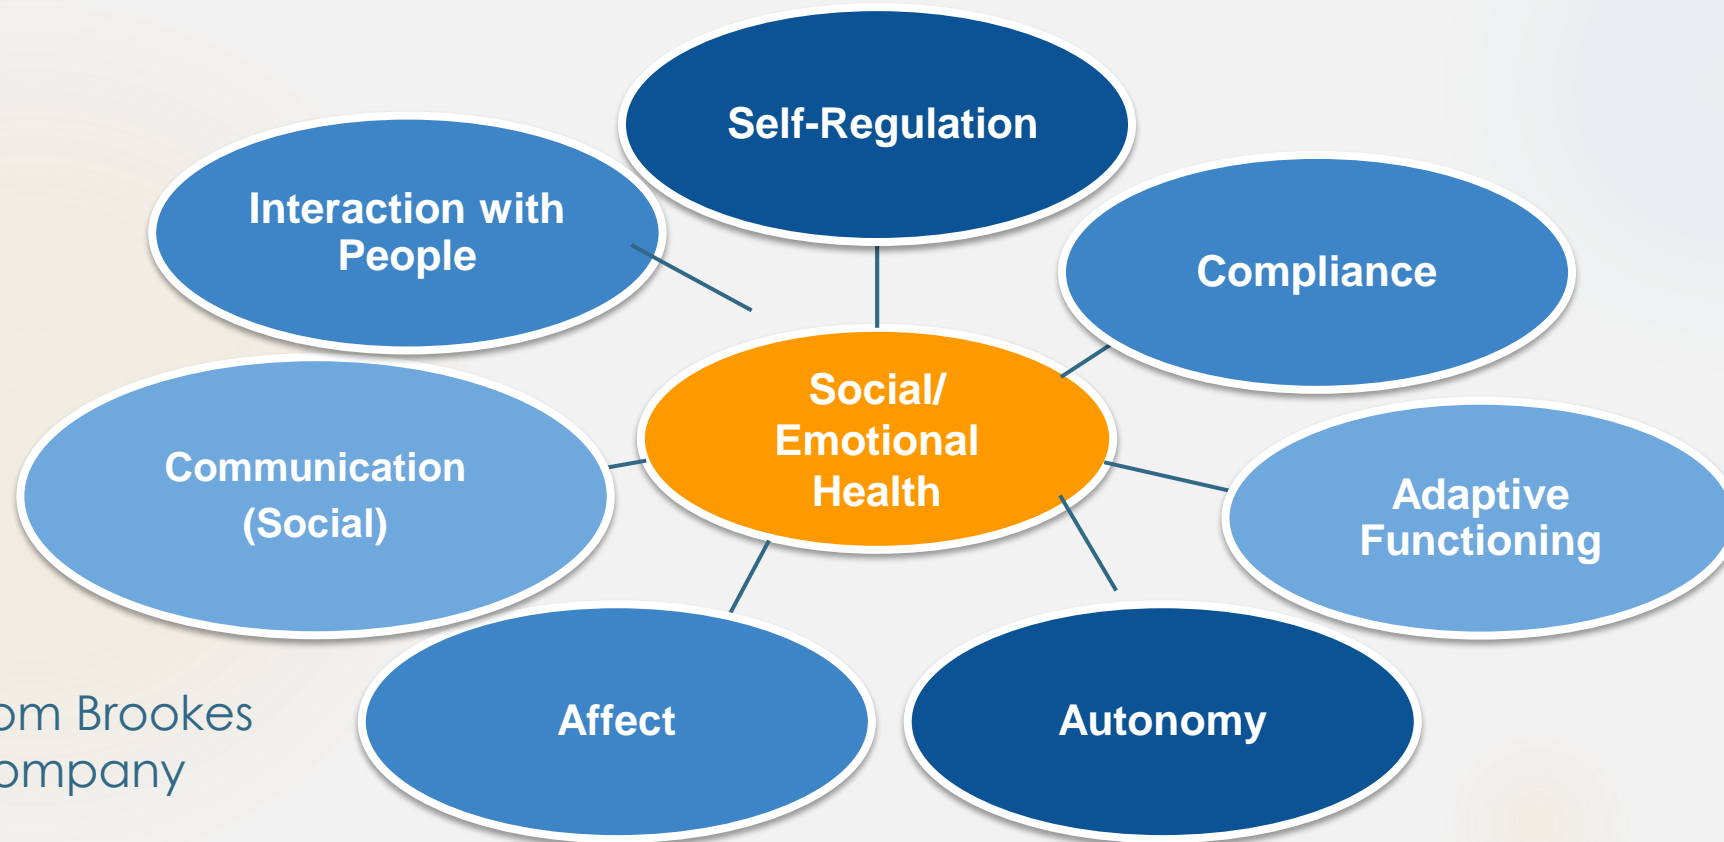 Self-Regulation
Interaction with
People
Compliance
Social/
Emotional
Health
Communication
(Social)
Adaptive
Functioning
Affect
Autonomy
om Brookes
ompany